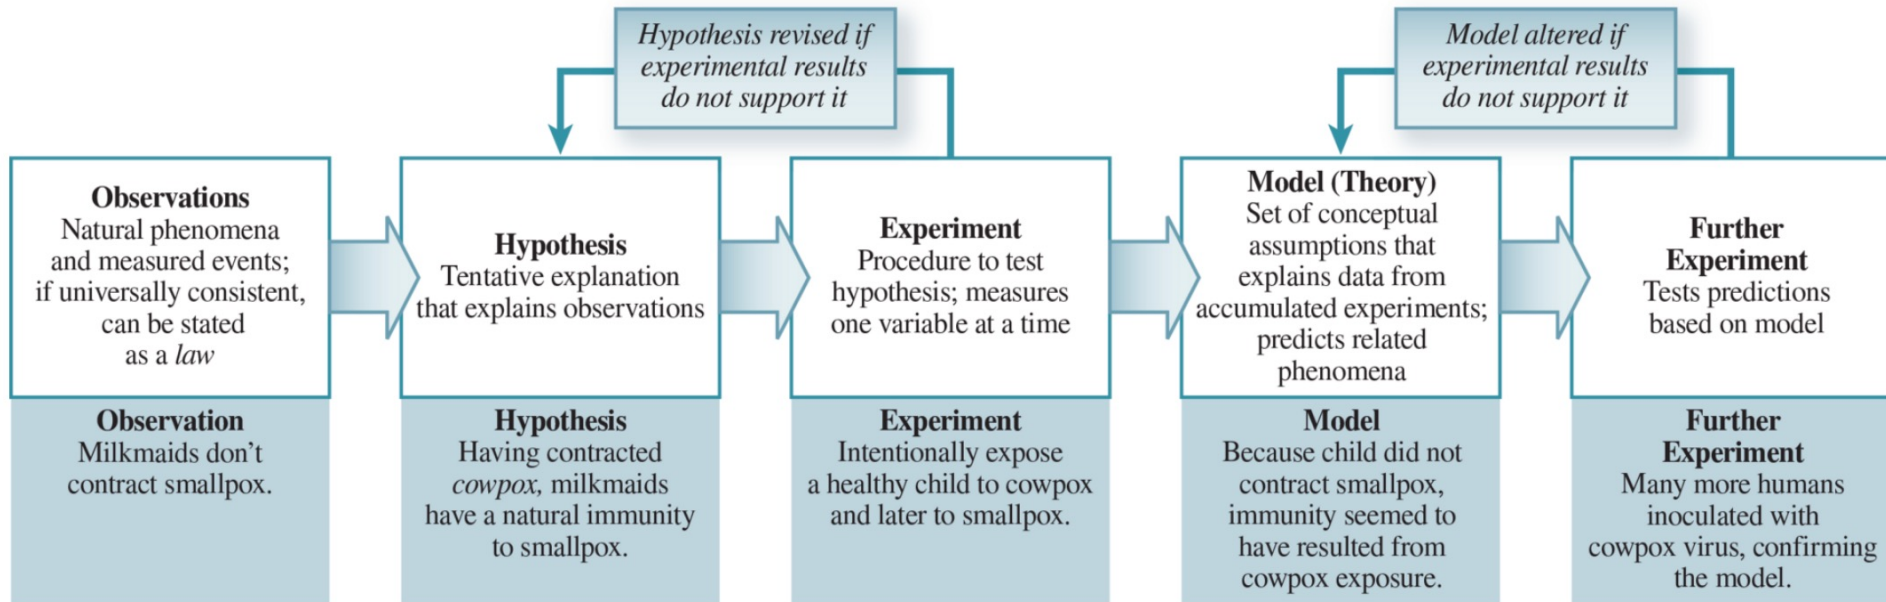 Hypothesis revised if
experimental results
do not support it
Model altered if
experimental results
do not support it
Observations
Natural phenomena
and measured events;
if universally consistent,
can be stated
as a law
Hypothesis
Tentative explanation
that explains observations
Experiment
Procedure to test
hypothesis; measures
one variable at a time
Model (Theory)
Set of conceptual
assumptions that
explains data from
accumulated experiments;
predicts related
phenomena
Further
Experiment
Tests predictions
based on model
Observation
Milkmaids don’t
contract smallpox.
Hypothesis
Having contracted
cowpox, milkmaids
have a natural immunity
to smallpox.
Experiment
Intentionally expose
a healthy child to cowpox
and later to smallpox.
Model
Because child did not
contract smallpox,
immunity seemed to
have resulted from
cowpox exposure.
Further
Experiment
Many more humans
inoculated with
cowpox virus, confirming
the model.